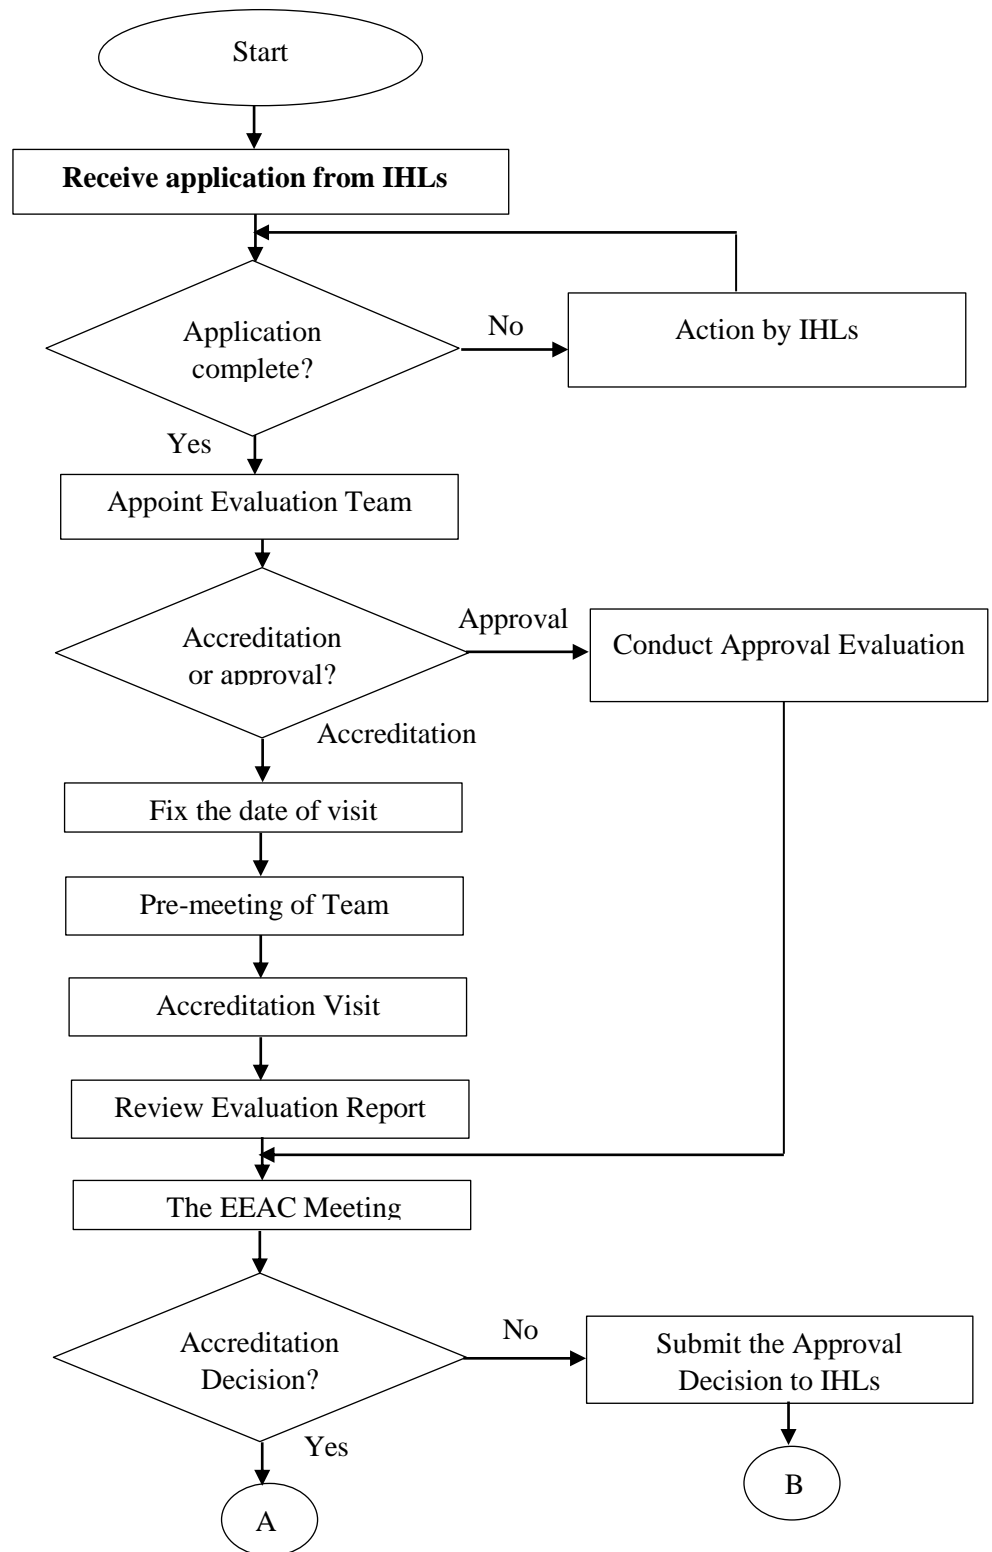 Start
Receive application from IHLs
Application
complete?
No
Action by IHLs
Yes
Appoint Evaluation Team
Accreditation
or approval?
Approval
Conduct Approval Evaluation
Accreditation
Fix the date of visit
Pre-meeting of Team
Accreditation Visit
Review Evaluation Report
The EEAC Meeting
Accreditation
Decision?
No
Submit the Approval
Decision to IHLs
Yes
B
A